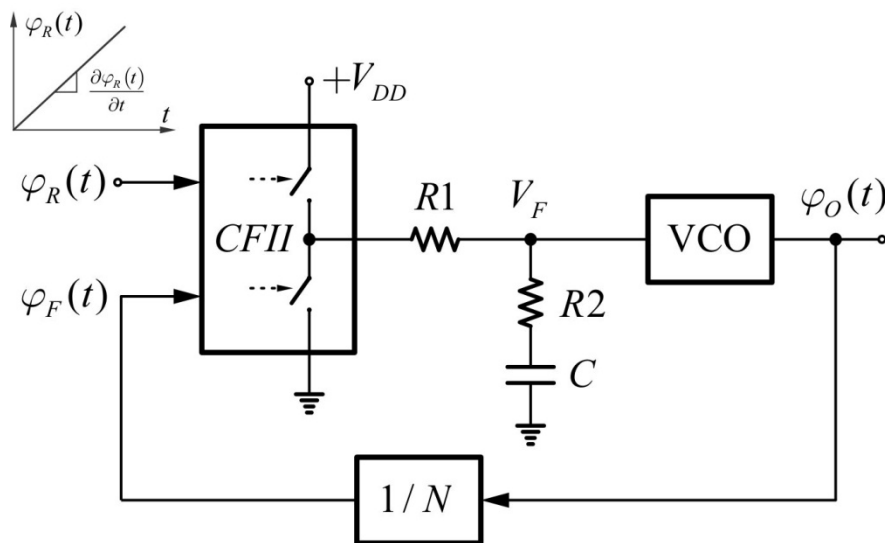 φ_R(t)
∂φ_R(t)
∂t
t
+V_DD
φ_R(t)
CFII
R1
V_F
VCO
φ_O(t)
φ_F(t)
R2
C
1/N